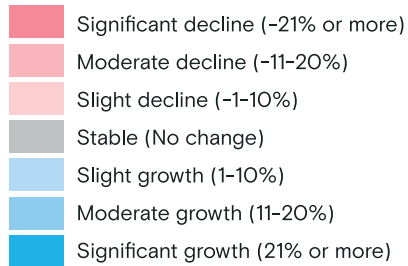 Significant decline (-21% or more)
Moderate decline (-11-20%)
Slight decline (-1-10%)
Stable (No change)
Slight growth (1-10%)
Moderate growth (11-20%)
Significant growth (21% or more)